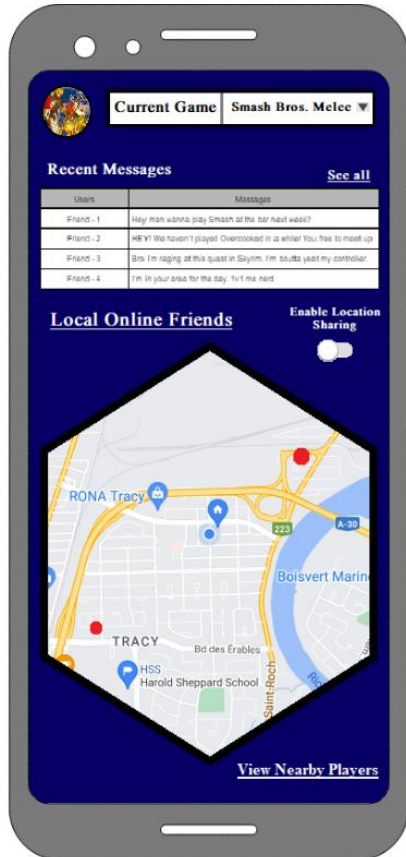 Current Game Smash Bros. Melee
Recent Messages
See all
Users Messages
Friend - 1 Hey man wanna play Smash at the bar next week?
Friend - 2 HEY! We haven't played Overcooked in a while! You free to meet up
Friend - 3 Bro I'm raging at this quest in Skyrim. I'm boutta yeet my controller.
Friend - 4 I'm in your area for the day. 1v1 me nerd
Local Online Friends
Enable Location
Sharing
RONA Tracy
223
A-30
Boisvert Marin
TRACY
Bd des Érables
HSS
Harold Sheppard School
Saint-Roch
Ric
View Nearby Players